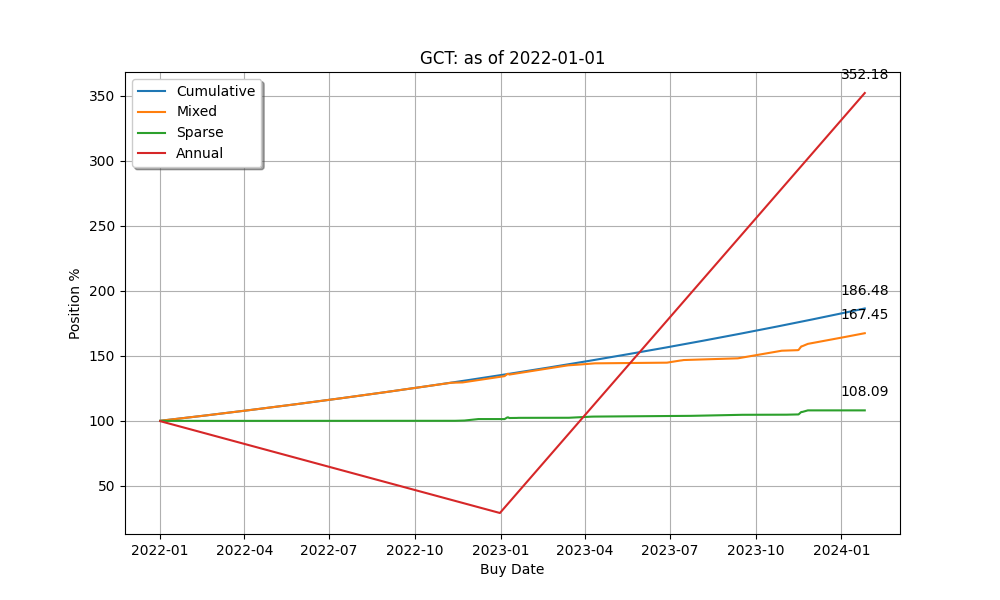 GCT: as of 2022-01-01
Cumulative
Mixed
Sparse
Annual
352.18
186.48
167.45
108.09
350
300
250
200
150
100
50
Position %
2022-01 2022-04 2022-07 2022-10 2023-01 2023-04 2023-07 2023-10 2024-01
Buy Date